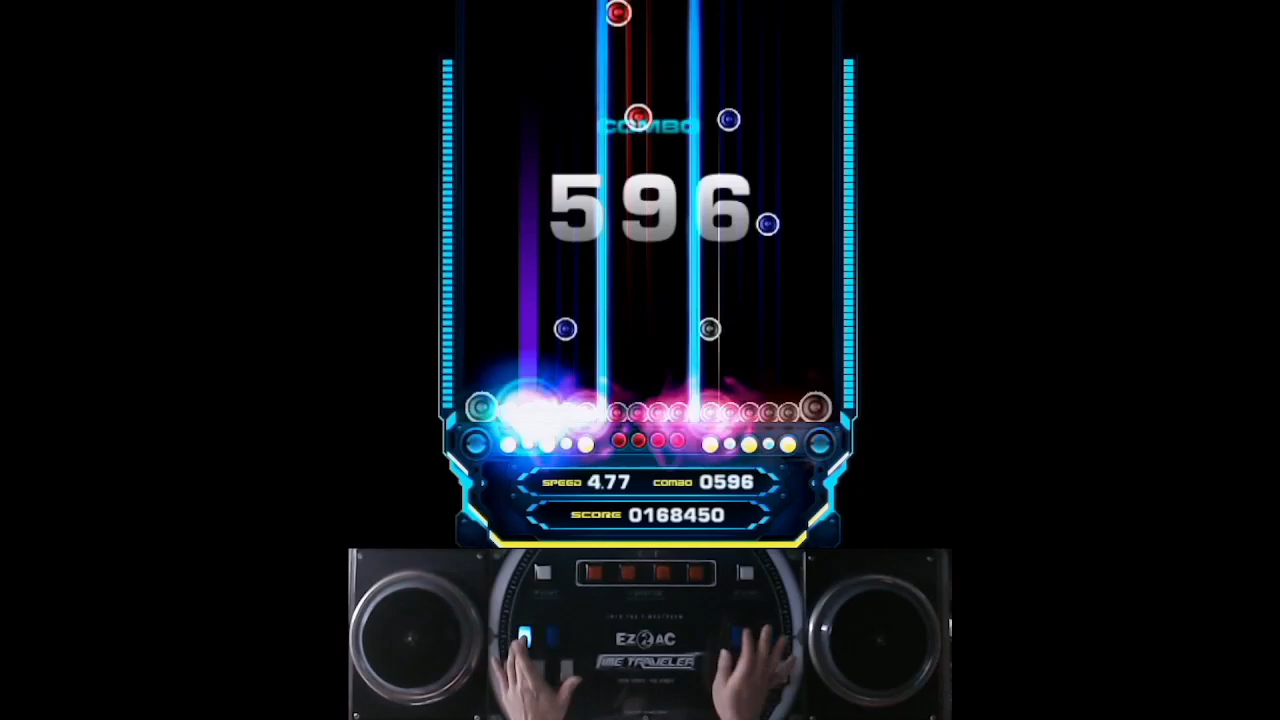 COMBO
596
SPEED 4.77 COMBO 0596
SCORE 0168450
EZ2AC
TIME TRAVELER